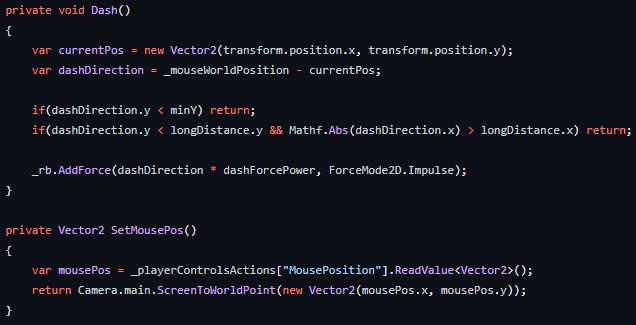 private void Dash()
{
    var currentPos = new Vector2(transform.position.x, transform.position.y);
    var dashDirection = _mouseWorldPosition - currentPos;

    if(dashDirection.y < minY) return;
    if(dashDirection.y < longDistance.y && Mathf.Abs(dashDirection.x) > longDistance.x) return;

    _rb.AddForce(dashDirection * dashForcePower, ForceMode2D.Impulse);
}

private Vector2 SetMousePos()
{
    var mousePos = _playerControlsActions["MousePosition"].ReadValue<Vector2>();
    return Camera.main.ScreenToWorldPoint(new Vector2(mousePos.x, mousePos.y));
}